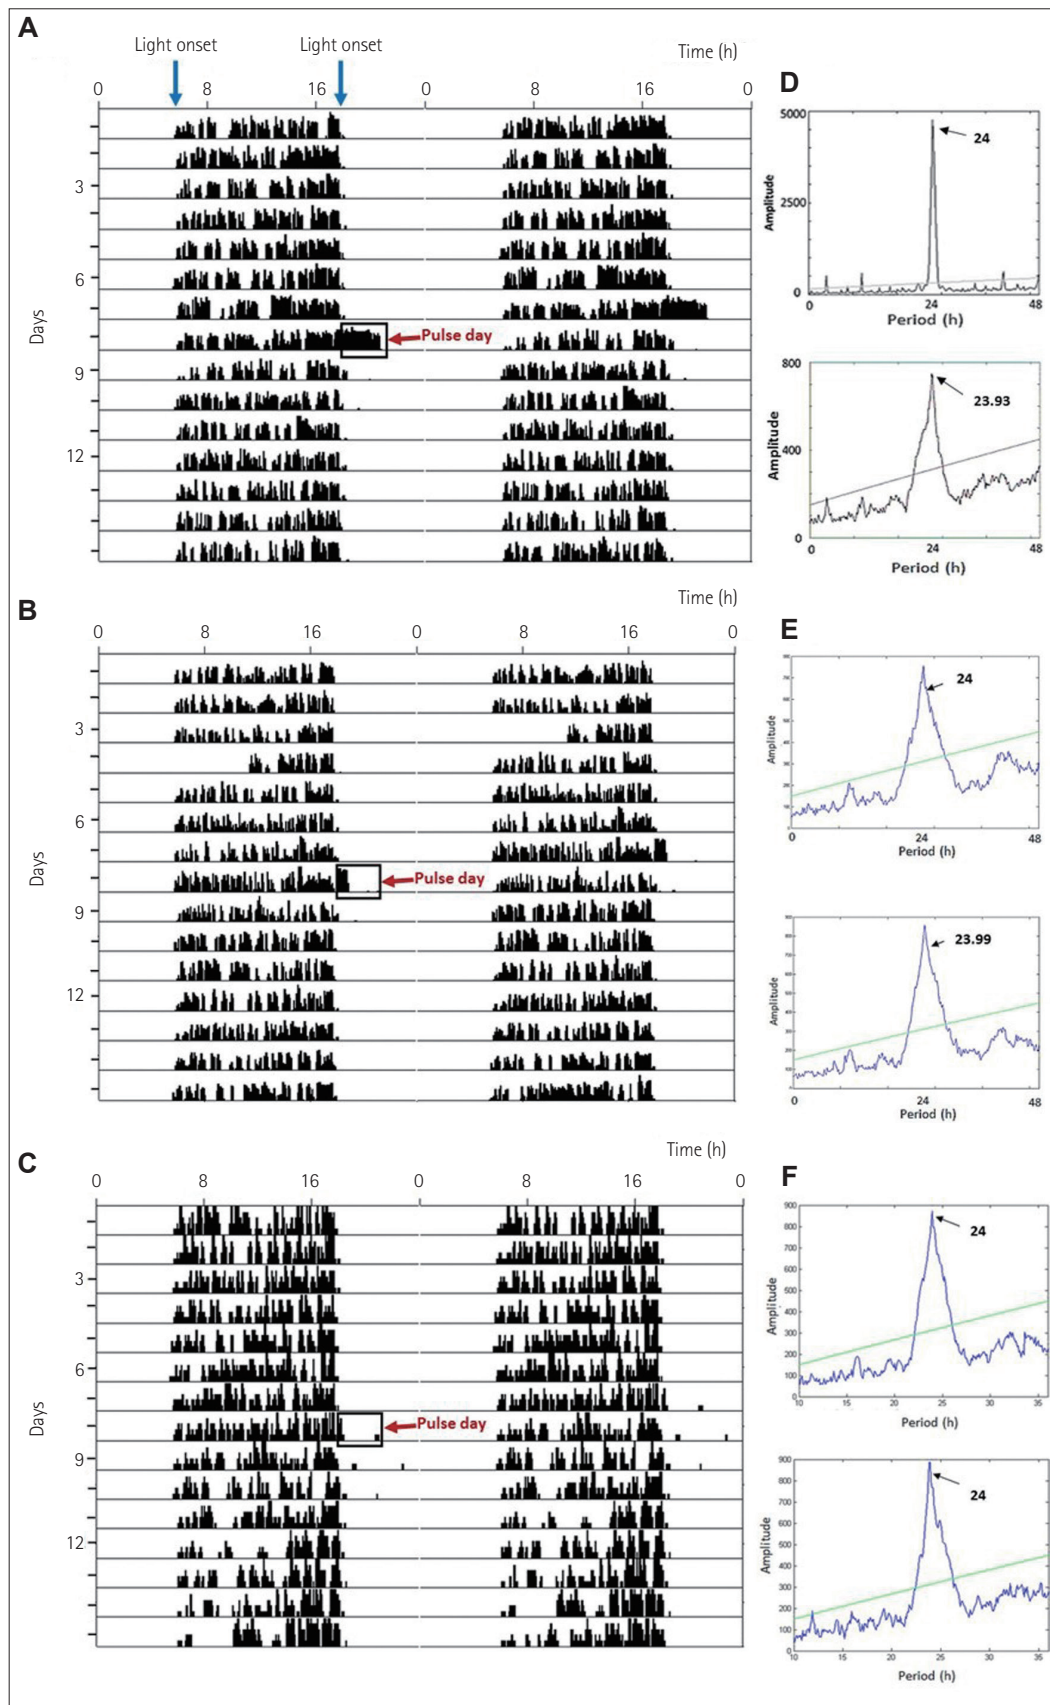 A
Light onset
Light onset
Time (h)
0 8 16 0 8 16 0
3
6
9
12
Days
Pulse day
D
5000
2500
0
Amplitude
24
0 24 48
Period (h)
800
400
0
Amplitude
23.93
0 24 48
Period (h)
B
Time (h)
0 8 16 0 8 16 0
3
6
9
12
Days
Pulse day
E
Amplitude
24
0 24 48
Period (h)
Amplitude
23.99
0 24 48
Period (h)
C
Time (h)
0 8 16 0 8 16 0
3
6
9
12
Days
Pulse day
F
900
800
700
600
500
400
300
200
100
0
Amplitude
24
10 15 20 25 30 35
Period (h)
900
800
700
600
500
400
300
200
100
0
Amplitude
24
10 15 20 25 30 35
Period (h)